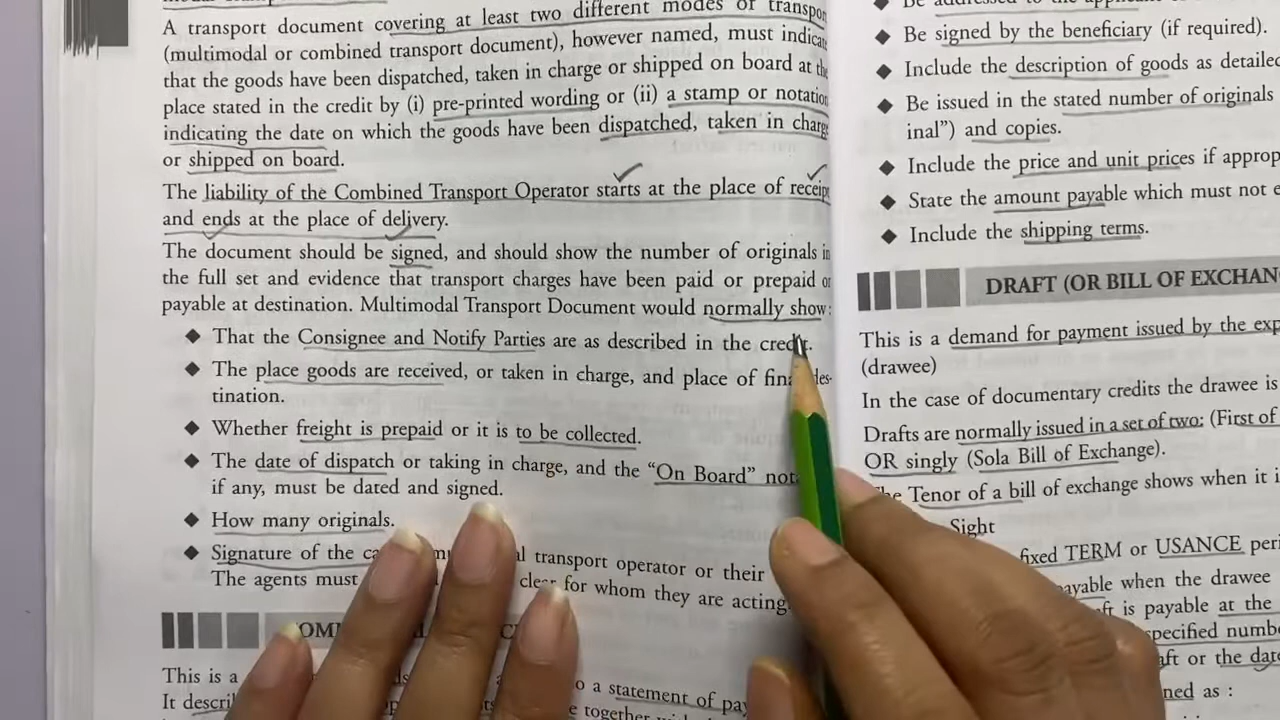 A transport document covering at least two different modes of transpor
(multimodal or combined transport document), however named, must indicate
that the goods have been dispatched, taken in charge or shipped on board at the
place stated in the credit by (i) pre-printed wording or (ii) a stamp or notation
indicating the date on which the goods have been dispatched, taken in charg
or shipped on board.
The liability of the Combined Transport Operator starts at the place of receip
and ends at the place of delivery.
The document should be signed, and should show the number of originals in
the full set and evidence that transport charges have been paid or prepaid or
payable at destination. Multimodal Transport Document would normally show:
◆ That the Consignee and Notify Parties are as described in the credit.
◆ The place goods are received, or taken in charge, and place of final des-
tination.
◆ Whether freight is prepaid or it is to be collected.
◆ The date of dispatch or taking in charge, and the “On Board” not
if any, must be dated and signed.
◆ How many originals.
◆ Signature of the transport operator or their
The agents must for whom they are acting.
This is a a statement of pay
It together
◆ Be signed by the beneficiary (if required).
◆ Include the description of goods as detailed
◆ Be issued in the stated number of originals
inal”) and copies.
◆ Include the price and unit prices if approp
◆ State the amount payable which must not e
◆ Include the shipping terms.
DRAFT (OR BILL OF EXCHAN
This is a demand for payment issued by the exp
(drawee)
In the case of documentary credits the drawee is
Drafts are normally issued in a set of two: (First of
OR singly (Sola Bill of Exchange).
The Tenor of a bill of exchange shows when it i
Sight
fixed TERM or USANCE peri
payable when the drawee
is payable at the
specified numbe
or the date
ned as :